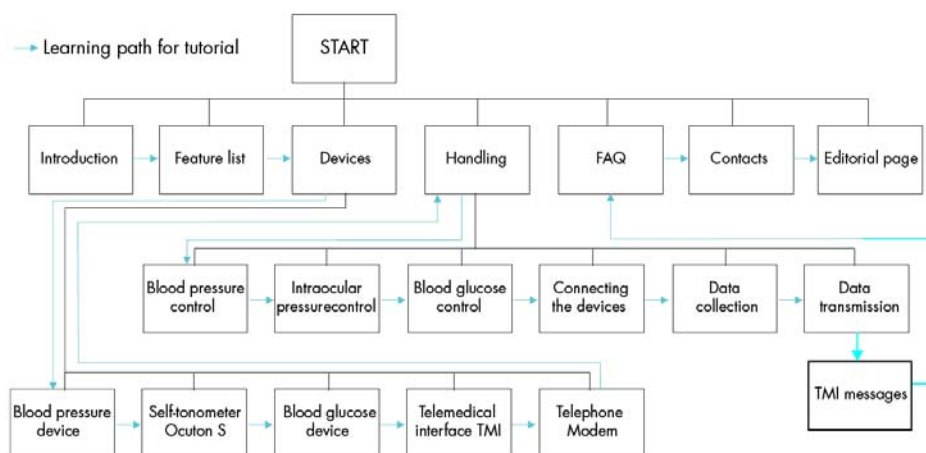 Learning path for tutorial
START
Introduction
Feature list
Devices
Handling
FAQ
Contacts
Editorial page
Blood pressure
control
Intraocular
pressurecontrol
Blood glucose
control
Connecting
the devices
Data
collection
Data
transmission
TMI messages
Blood pressure
device
Self-tonometer
Ocuton S
Blood glucose
device
Telemedical
interface TMI
Telephone
Modem